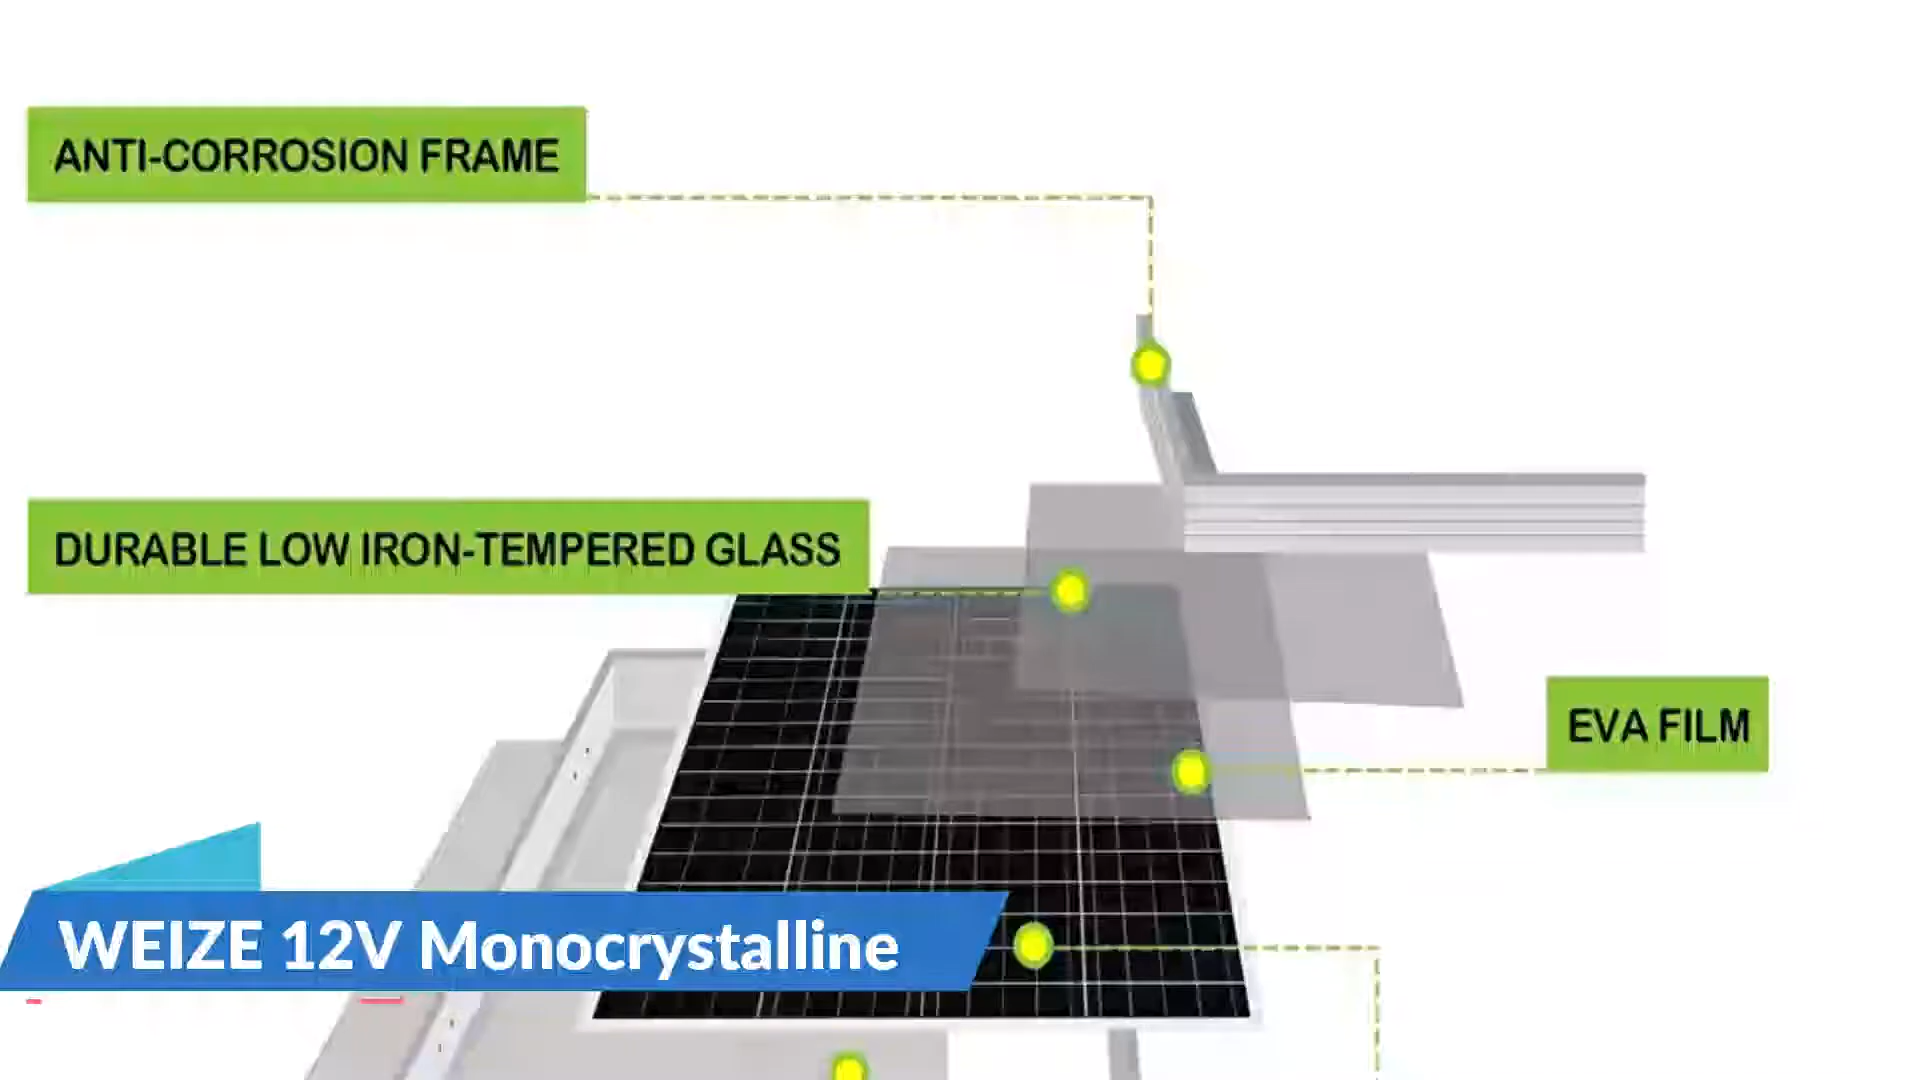 ANTI-CORROSION FRAME
DURABLE LOW IRON-TEMPERED GLASS
EVA FILM
WEIZE 12V Monocrystalline